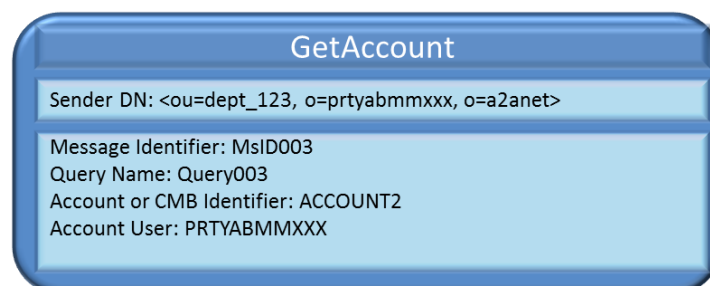 GetAccount
Sender DN: <ou=dept_123, o=prtyabmmxxx, o=a2anet>
Message Identifier: MsID003
Query Name: Query003
Account or CMB Identifier: ACCOUNT2
Account User: PRTYABMMXXX